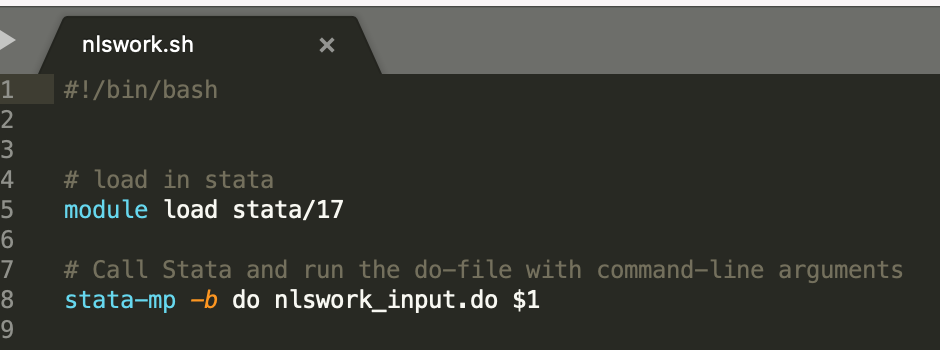 nlswork.sh ×
1 #!/bin/bash
2
3
4 # load in stata
5 module load stata/17
6
7 # Call Stata and run the do-file with command-line arguments
8 stata-mp -b do nlswork_input.do $1
9